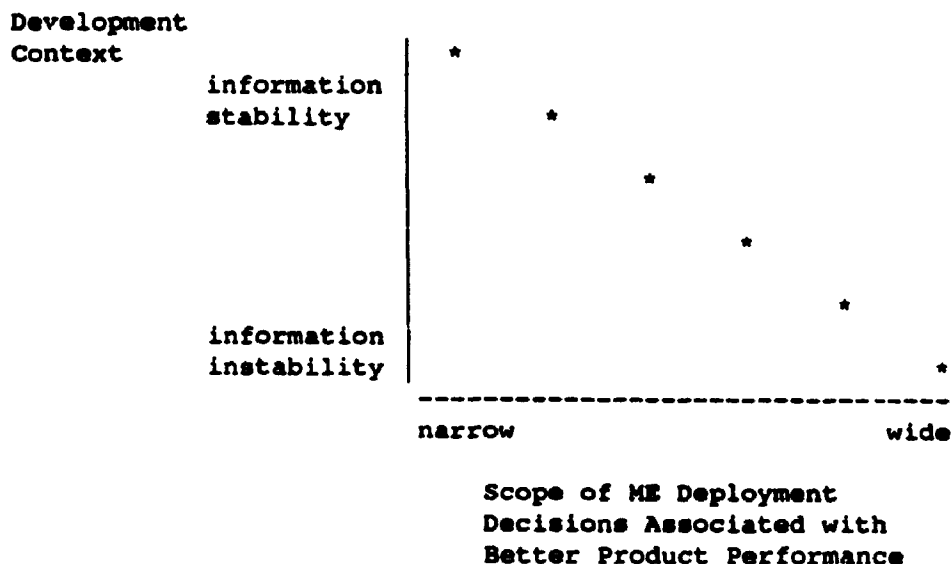 Development
Context
information
stability
information
instability
narrow wide
Scope of ME Deployment
Decisions Associated with
Better Product Performance